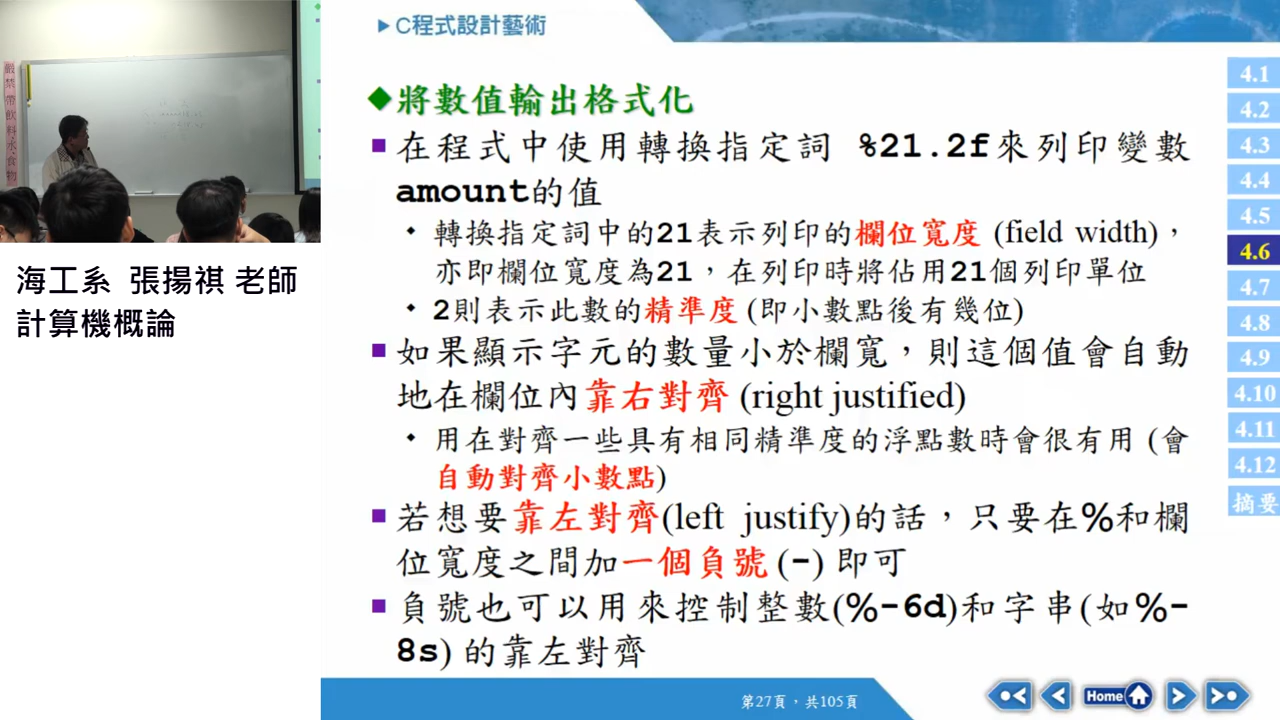 嚴禁帶飲料水食物
海工系 張揚祺 老師
計算機概論
C程式設計藝術
將數值輸出格式化
在程式中使用轉換指定詞 %21.2f來列印變數
amount的值
轉換指定詞中的21表示列印的欄位寬度 (field width)，
亦即欄位寬度為21，在列印時將佔用21個列印單位
2則表示此數的精準度 (即小數點後有幾位)
如果顯示字元的數量小於欄寬，則這個值會自動
地在欄位內靠右對齊 (right justified)
用在對齊一些具有相同精準度的浮點數時會很有用 (會
自動對齊小數點)
若想要靠左對齊(left justify)的話，只要在%和欄
位寬度之間加一個負號 (-) 即可
負號也可以用來控制整數(%-6d)和字串(如%-
8s) 的靠左對齊
4.1
4.2
4.3
4.4
4.5
4.6
4.7
4.8
4.9
4.10
4.11
4.12
摘要
第27頁，共105頁
Home